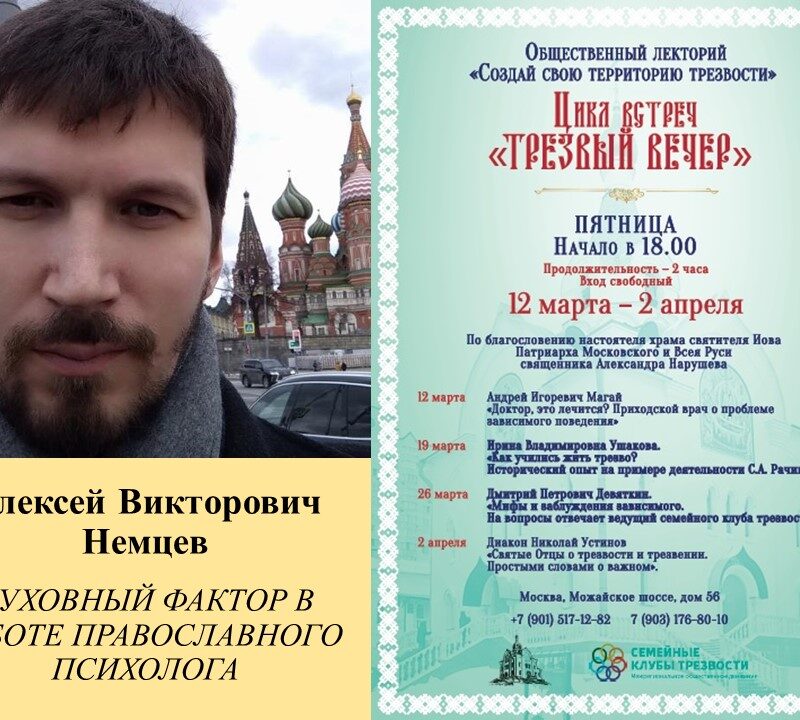 Викторович
Немцев
ФАКТОР В
ПРАВОСЛАВНОГО
ПСИХОЛОГА
Общественный лекторий
«Создай свою территорию трезвости»
Цикл встреч
«ТРЕЗВЫЙ ВЕЧЕР»
ПЯТНИЦА
Начало в 18.00
Продолжительность – 2 часа
Вход свободный
12 марта – 2 апреля
По благословению настоятеля храма святителя Иова
Патриарха Московского и Всея Руси
священника Александра Нарушева
12 марта Андрей Игоревич Магай
«Доктор, это лечится? Приходской врач о проблеме
зависимого поведения»
19 марта Ирина Владимировна Ушакова.
«Как учились жить трезво?
Исторический опыт на примере деятельности С.А.
26 марта Дмитрий Петрович Девяткин.
«Мифы и заблуждения зависимого.
На вопросы отвечает ведущий семейного клуба
2 апреля Диакон Николай Устинов
«Святые Отцы о трезвости и трезвении.
Простыми словами о важном».
Москва, Можайское шоссе, дом 56
+7 (901) 517-12-82 7 (903) 176-80-10
СЕМЕЙНЫЕ
КЛУБЫ ТРЕЗВОСТИ
Межрегиональное общественное движение